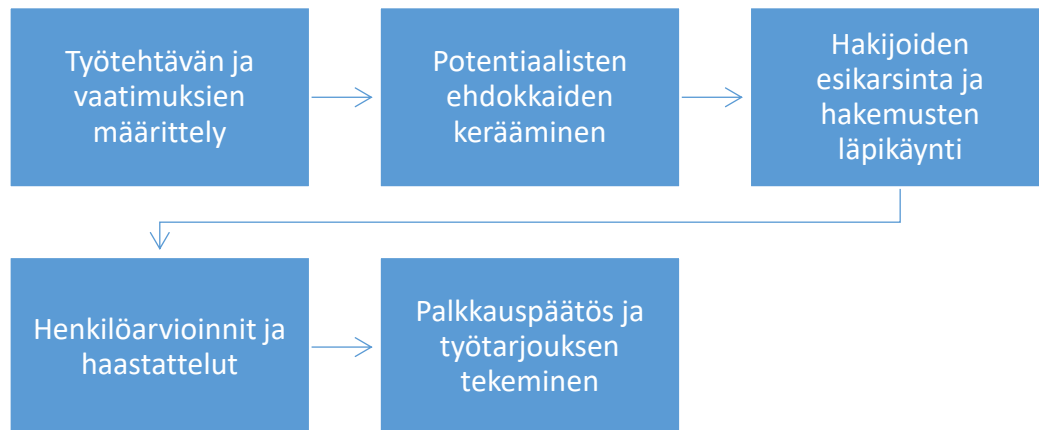 Työtehtävän ja
vaatimuksien
määrittely
Potentiaalisten
ehdokkaiden
kerääminen
Hakijoiden
esikarsinta ja
hakemusten
läpikäynti
Henkilöarvioinnit ja
haastattelut
Palkkauspäätös ja
työtarjouksen
tekeminen